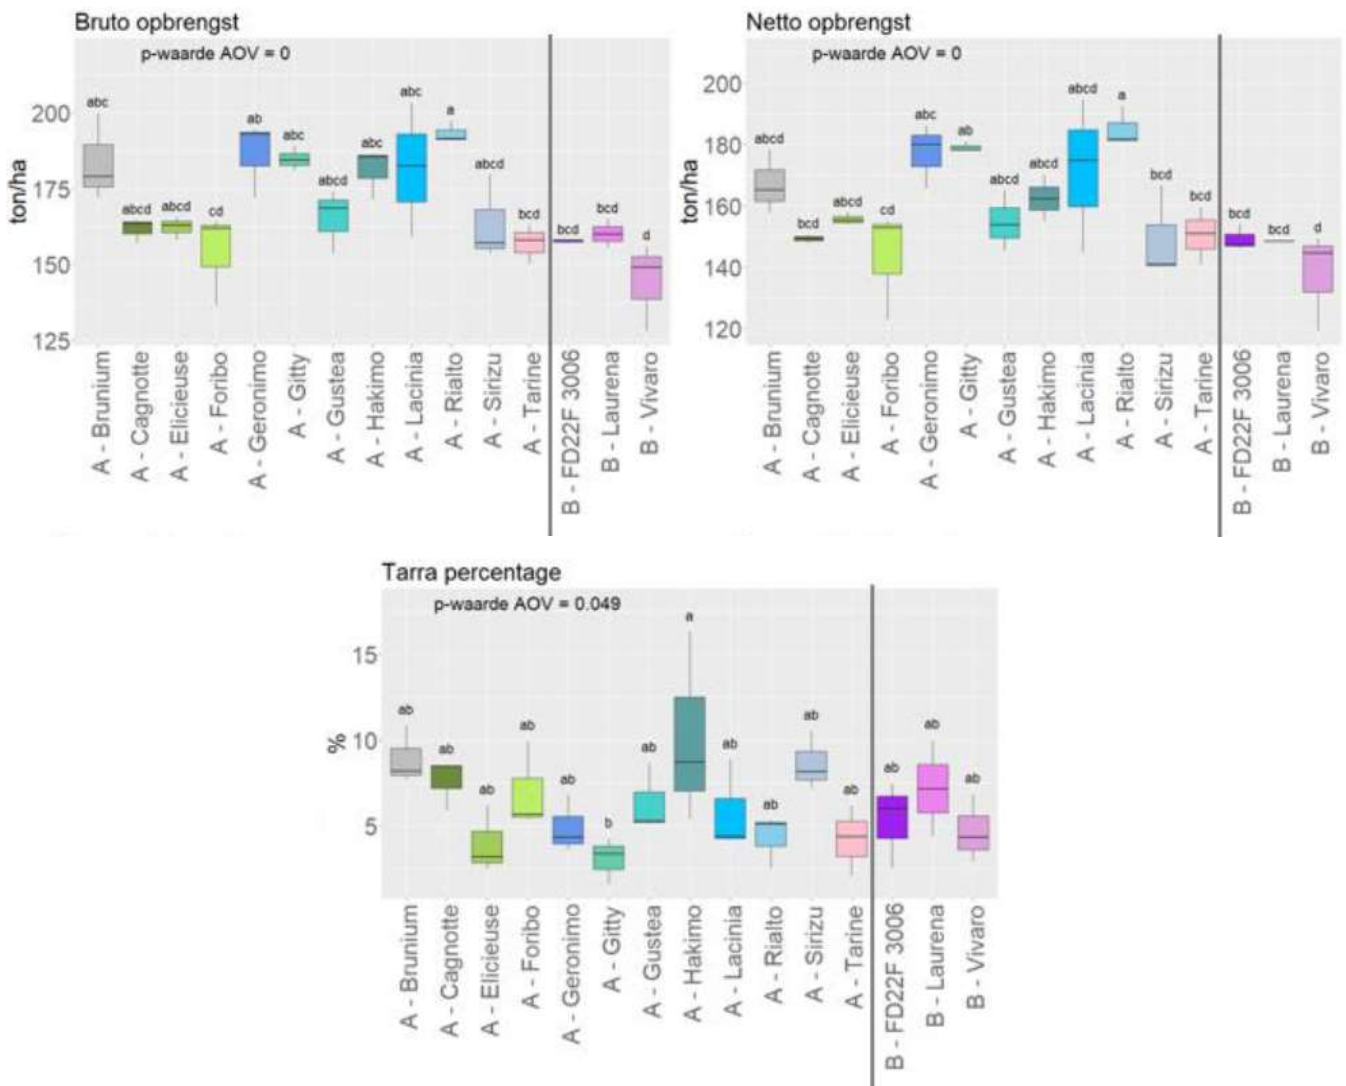 Bruto opbrengst
p-waarde AOV = 0
abc
abcd
abcd
cd
ab
abc
abcd
abc
abc
a
abcd
bcd
bcd
bcd
d
200
175
150
125
ton/ha
A - Brunium
A - Cagnotte
A - Elicieuse
A - Foribo
A - Geronimo
A - Gitty
A - Gustea
A - Hakimo
A - Lacinia
A - Rialto
A - Sirizu
A - Tarine
B - FD22F 3006
B - Laurena
B - Vivaro
Netto opbrengst
p-waarde AOV = 0
abcd
bcd
abcd
cd
abc
ab
abcd
abcd
abcd
a
bcd
bcd
bcd
bcd
d
200
180
160
140
120
ton/ha
A - Brunium
A - Cagnotte
A - Elicieuse
A - Foribo
A - Geronimo
A - Gitty
A - Gustea
A - Hakimo
A - Lacinia
A - Rialto
A - Sirizu
A - Tarine
B - FD22F 3006
B - Laurena
B - Vivaro
Tarra percentage
p-waarde AOV = 0.049
ab
ab
ab
ab
ab
b
ab
a
ab
ab
ab
ab
ab
ab
ab
15
10
5
%
A - Brunium
A - Cagnotte
A - Elicieuse
A - Foribo
A - Geronimo
A - Gitty
A - Gustea
A - Hakimo
A - Lacinia
A - Rialto
A - Sirizu
A - Tarine
B - FD22F 3006
B - Laurena
B - Vivaro